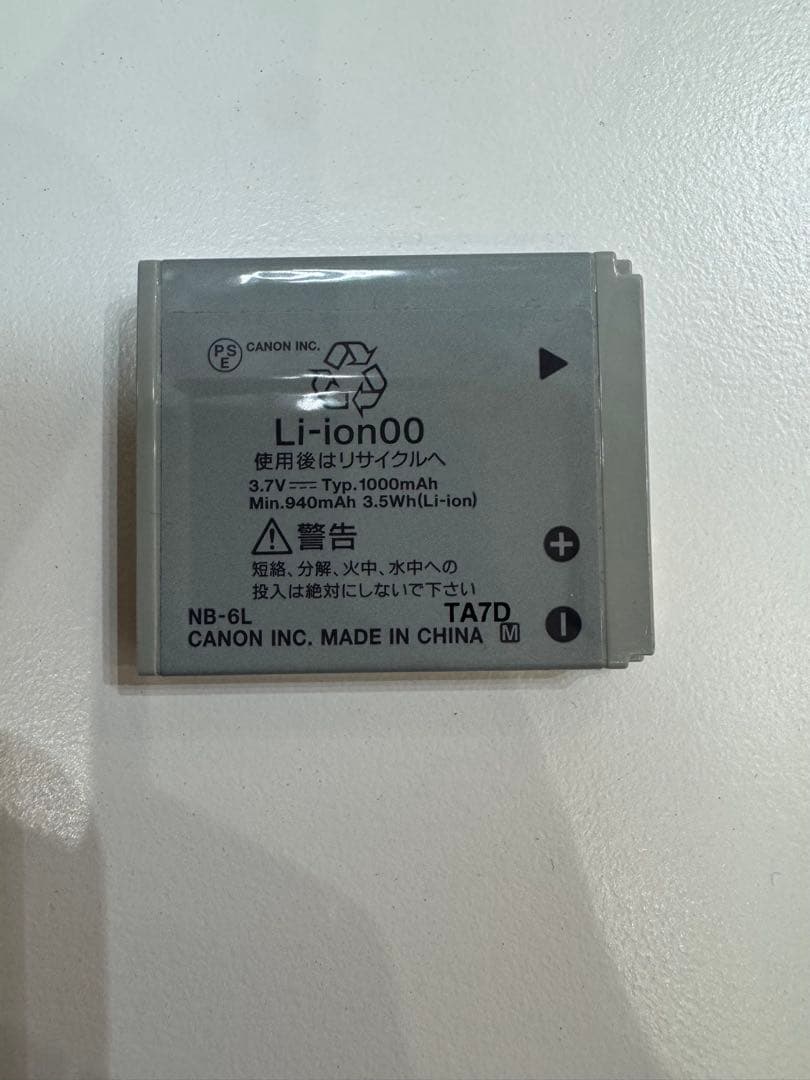 PSE CANON INC.
Li-ion00
使用後はリサイクルへ
3.7V⎓Typ.1000mAh
Min.940mAh 3.5Wh(Li-ion)
⚠警告
短絡、分解、火中、水中への
投入は絶対にしないで下さい
NB-6L TA7D
CANON INC. MADE IN CHINA M